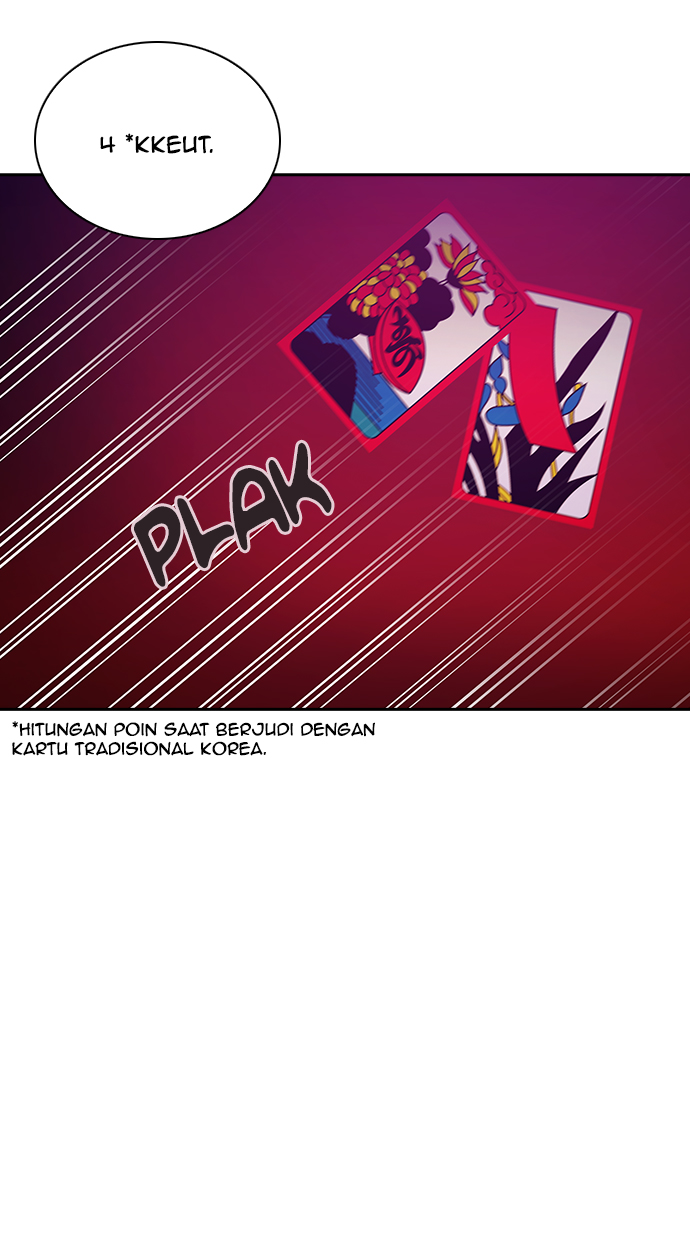 4 *KKEUT.
PLAK
*HITUNGAN POIN SAAT BERJUDI DENGAN
KARTU TRADISIONAL KOREA.